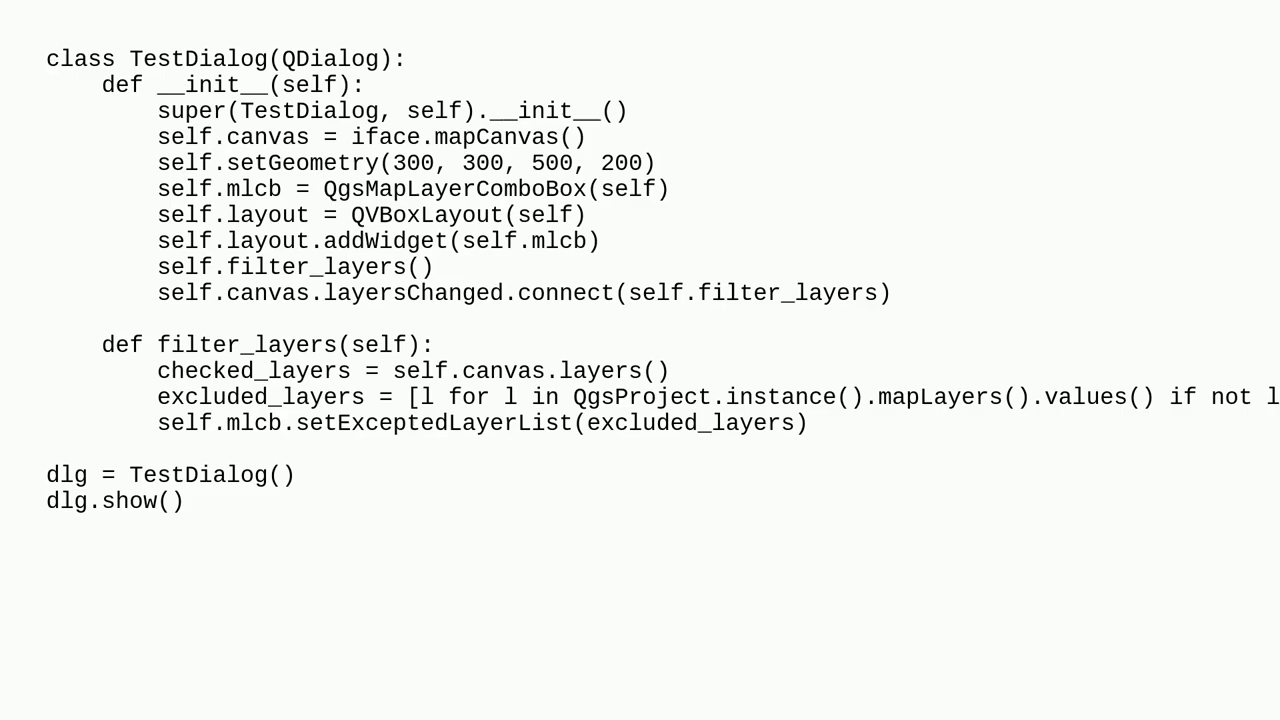 class TestDialog(QDialog):
    def __init__(self):
        super(TestDialog, self).__init__()
        self.canvas = iface.mapCanvas()
        self.setGeometry(300, 300, 500, 200)
        self.mlcb = QgsMapLayerComboBox(self)
        self.layout = QVBoxLayout(self)
        self.layout.addWidget(self.mlcb)
        self.filter_layers()
        self.canvas.layersChanged.connect(self.filter_layers)

    def filter_layers(self):
        checked_layers = self.canvas.layers()
        excluded_layers = [l for l in QgsProject.instance().mapLayers().values() if not l
        self.mlcb.setExceptedLayerList(excluded_layers)

dlg = TestDialog()
dlg.show()